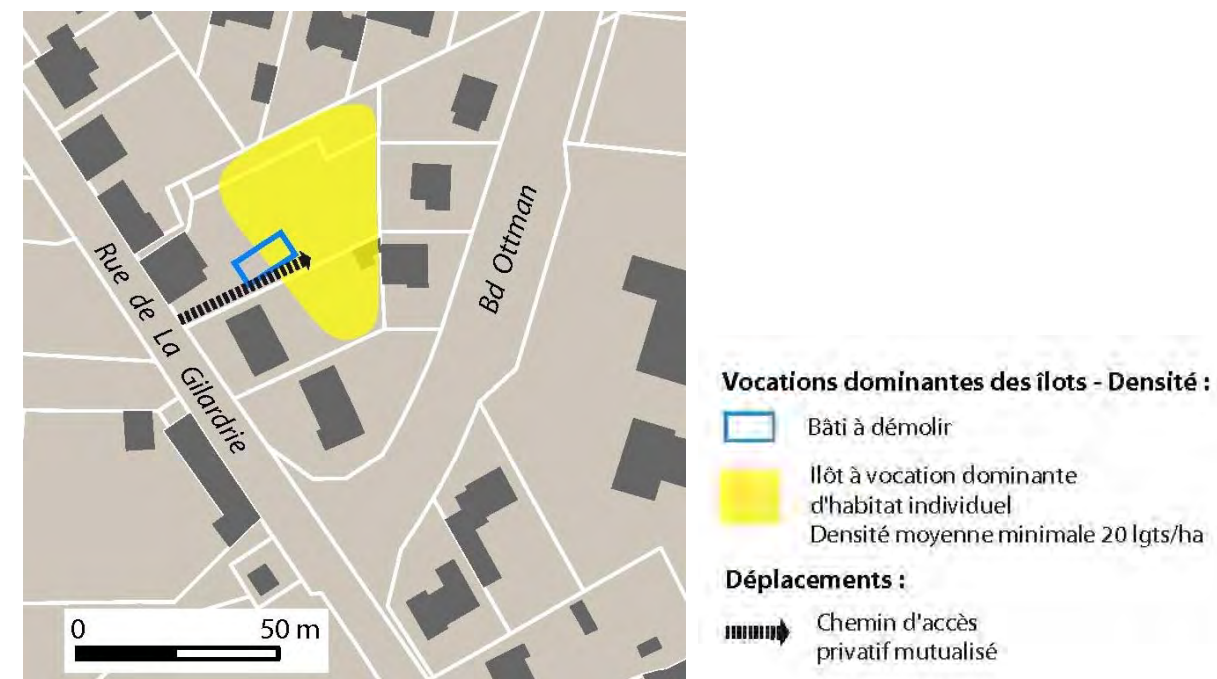 Rue de La Gilardrie
Bd Ottman
0 50 m
Vocations dominantes des îlots - Densité :
Bâti à démolir
Ilôt à vocation dominante
d'habitat individuel
Densité moyenne minimale 20 lgts/ha
Déplacements :
Chemin d'accès
privatif mutualisé